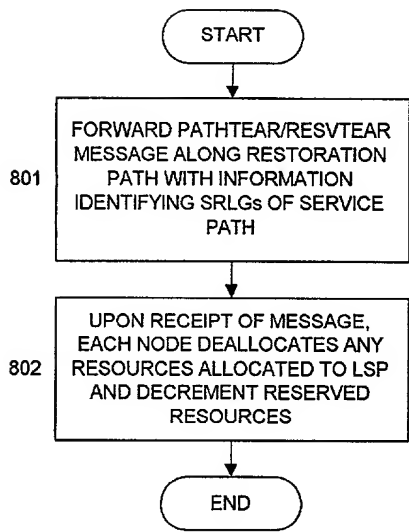 START
801
FORWARD PATHTEAR/RESVTEAR
MESSAGE ALONG RESTORATION
PATH WITH INFORMATION
IDENTIFYING SRLGs OF SERVICE
PATH
802
UPON RECEIPT OF MESSAGE,
EACH NODE DEALLOCATES ANY
RESOURCES ALLOCATED TO LSP
AND DECREMENT RESERVED
RESOURCES
END